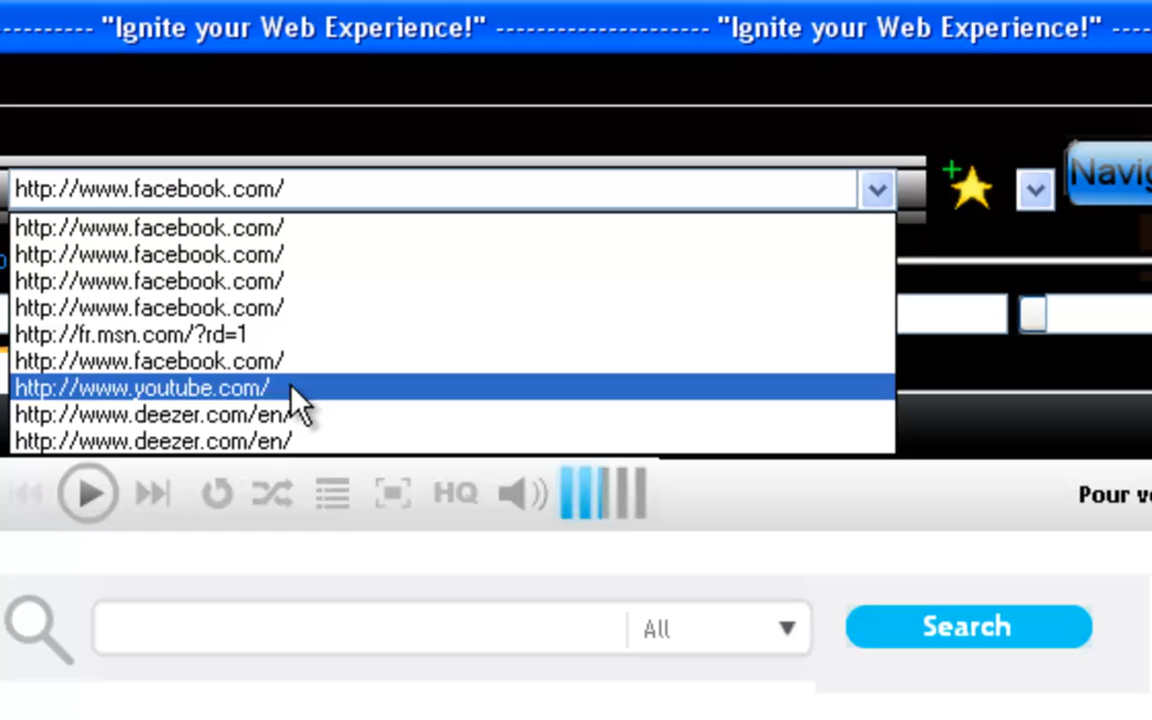 ---------- "Ignite your Web Experience!" --------------------- "Ignite your Web Experience!" ----
http://www.facebook.com/
Navig
http://www.facebook.com/
http://www.facebook.com/
http://www.facebook.com/
http://www.facebook.com/
http://fr.msn.com/?rd=1
http://www.facebook.com/
http://www.youtube.com/
http://www.deezer.com/en/
http://www.deezer.com/en/
HQ
Pour v
All
Search